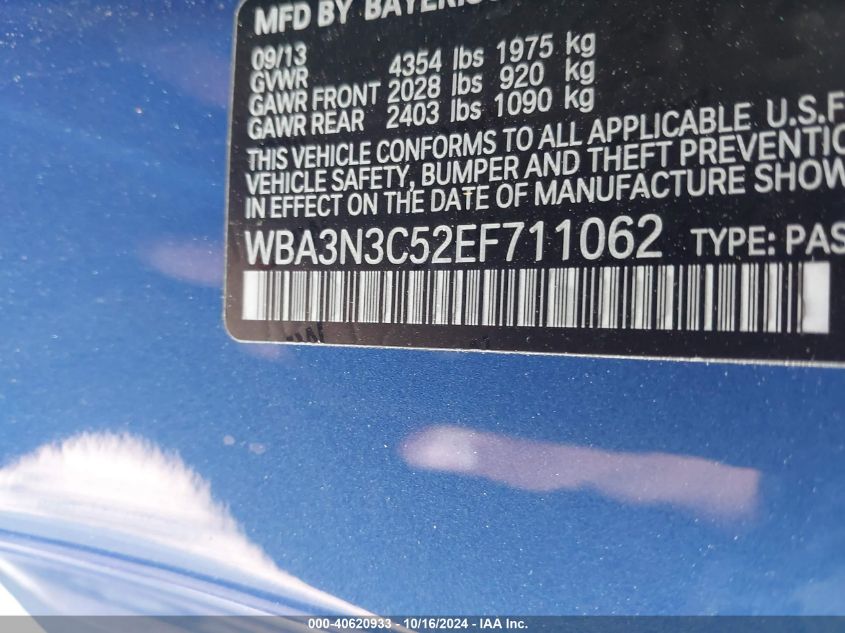 MFD BY
09/13
GVWR 4354 lbs 1975 kg
GAWR FRONT 2028 lbs 920 kg
GAWR REAR 2403 lbs 1090 kg
THIS VEHICLE CONFORMS TO ALL APPLICABLE U.S.F
VEHICLE SAFETY, BUMPER AND THEFT PREVENTIO
IN EFFECT ON THE DATE OF MANUFACTURE SHOW
WBA3N3C52EF711062 TYPE: PAS
000-40620933 - 10/16/2024 - IAA Inc.